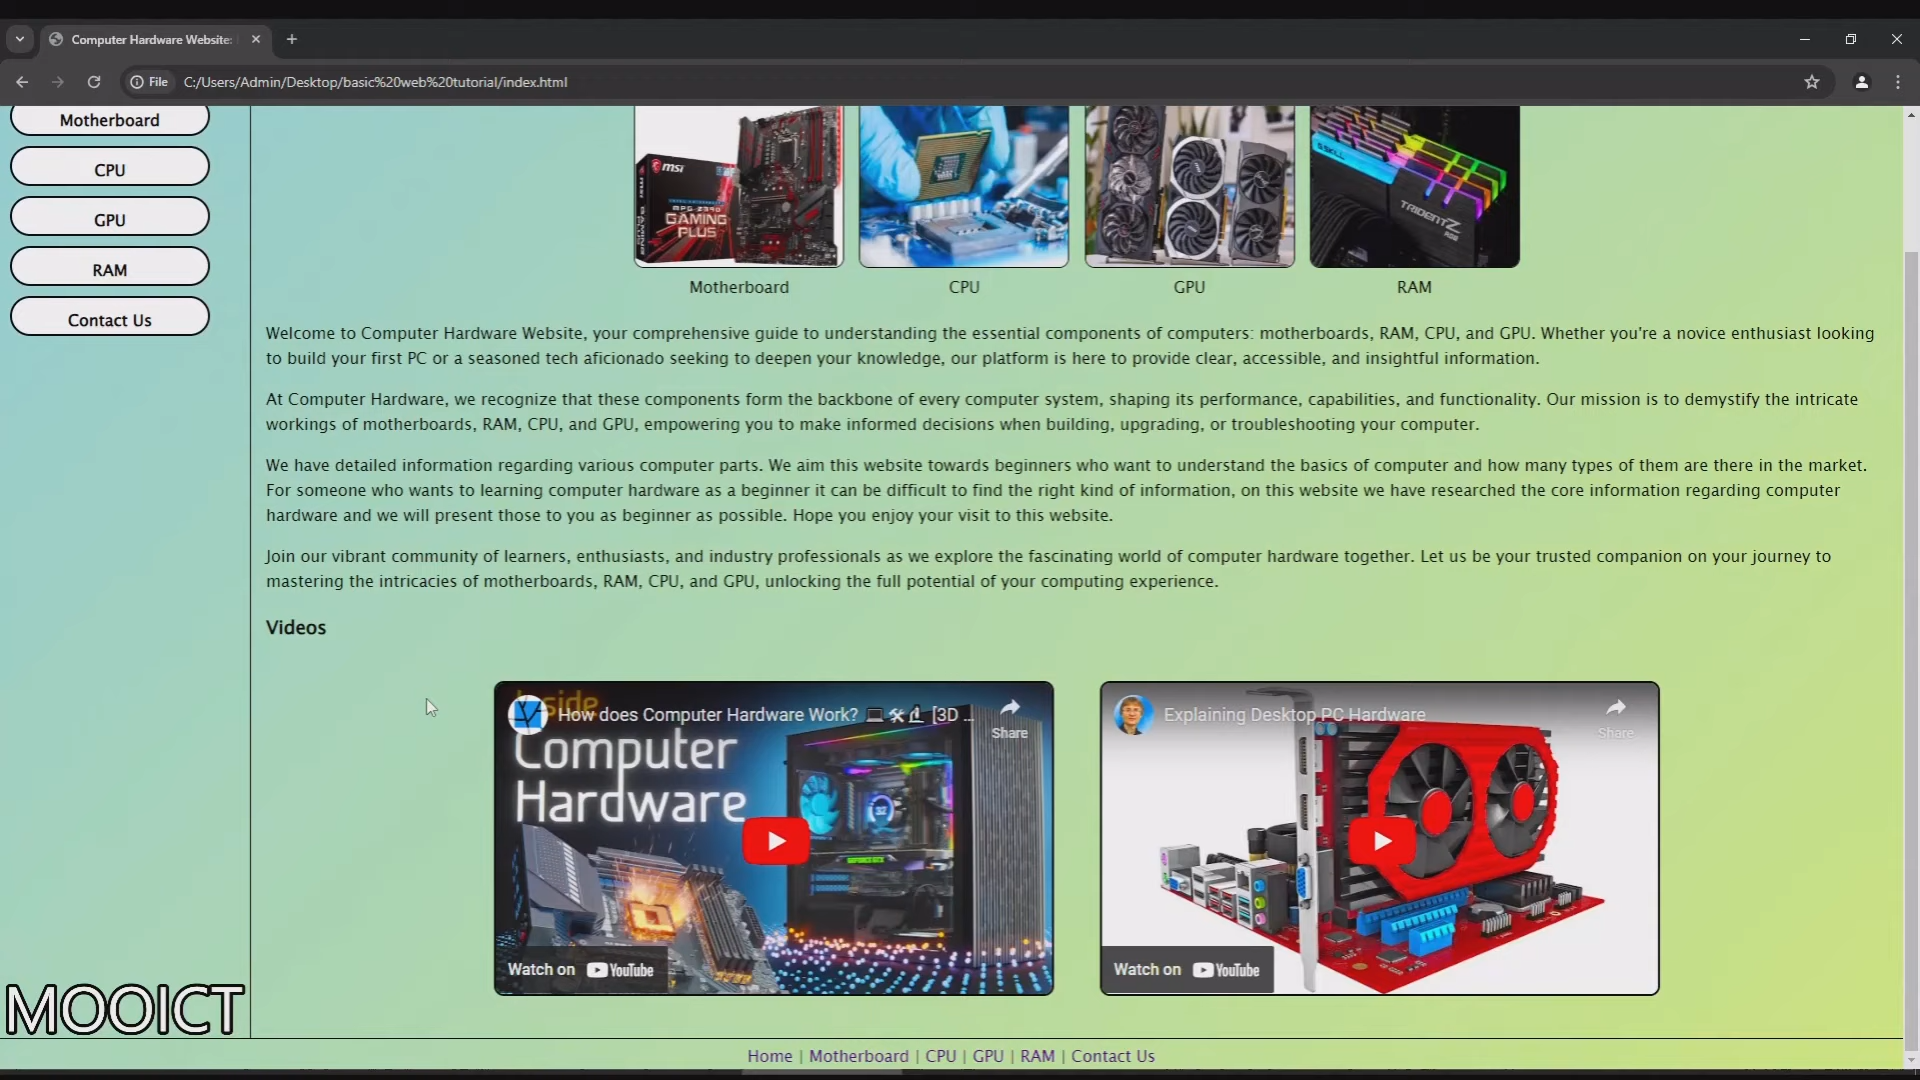 Computer Hardware Website:
File C:/Users/Admin/Desktop/basic%20web%20tutorial/index.html
Motherboard
CPU
GPU
RAM
Contact Us
msi
MPG Z390
GAMING
PLUS
G.SKILL
TRIDENT Z
RGB
Motherboard CPU GPU RAM
Welcome to Computer Hardware Website, your comprehensive guide to understanding the essential components of computers: motherboards, RAM, CPU, and GPU. Whether you're a novice enthusiast looking
to build your first PC or a seasoned tech aficionado seeking to deepen your knowledge, our platform is here to provide clear, accessible, and insightful information.
At Computer Hardware, we recognize that these components form the backbone of every computer system, shaping its performance, capabilities, and functionality. Our mission is to demystify the intricate
workings of motherboards, RAM, CPU, and GPU, empowering you to make informed decisions when building, upgrading, or troubleshooting your computer.
We have detailed information regarding various computer parts. We aim this website towards beginners who want to understand the basics of computer and how many types of them are there in the market.
For someone who wants to learning computer hardware as a beginner it can be difficult to find the right kind of information, on this website we have researched the core information regarding computer
hardware and we will present those to you as beginner as possible. Hope you enjoy your visit to this website.
Join our vibrant community of learners, enthusiasts, and industry professionals as we explore the fascinating world of computer hardware together. Let us be your trusted companion on your journey to
mastering the intricacies of motherboards, RAM, CPU, and GPU, unlocking the full potential of your computing experience.
Videos
Inside
How does Computer Hardware Work? 💻🛠🔬 [3D ...
Share
Computer
Hardware
GEFORCE GTX
Watch on YouTube
Explaining Desktop PC Hardware
Share
Watch on YouTube
MOOICT
Home | Motherboard | CPU | GPU | RAM | Contact Us